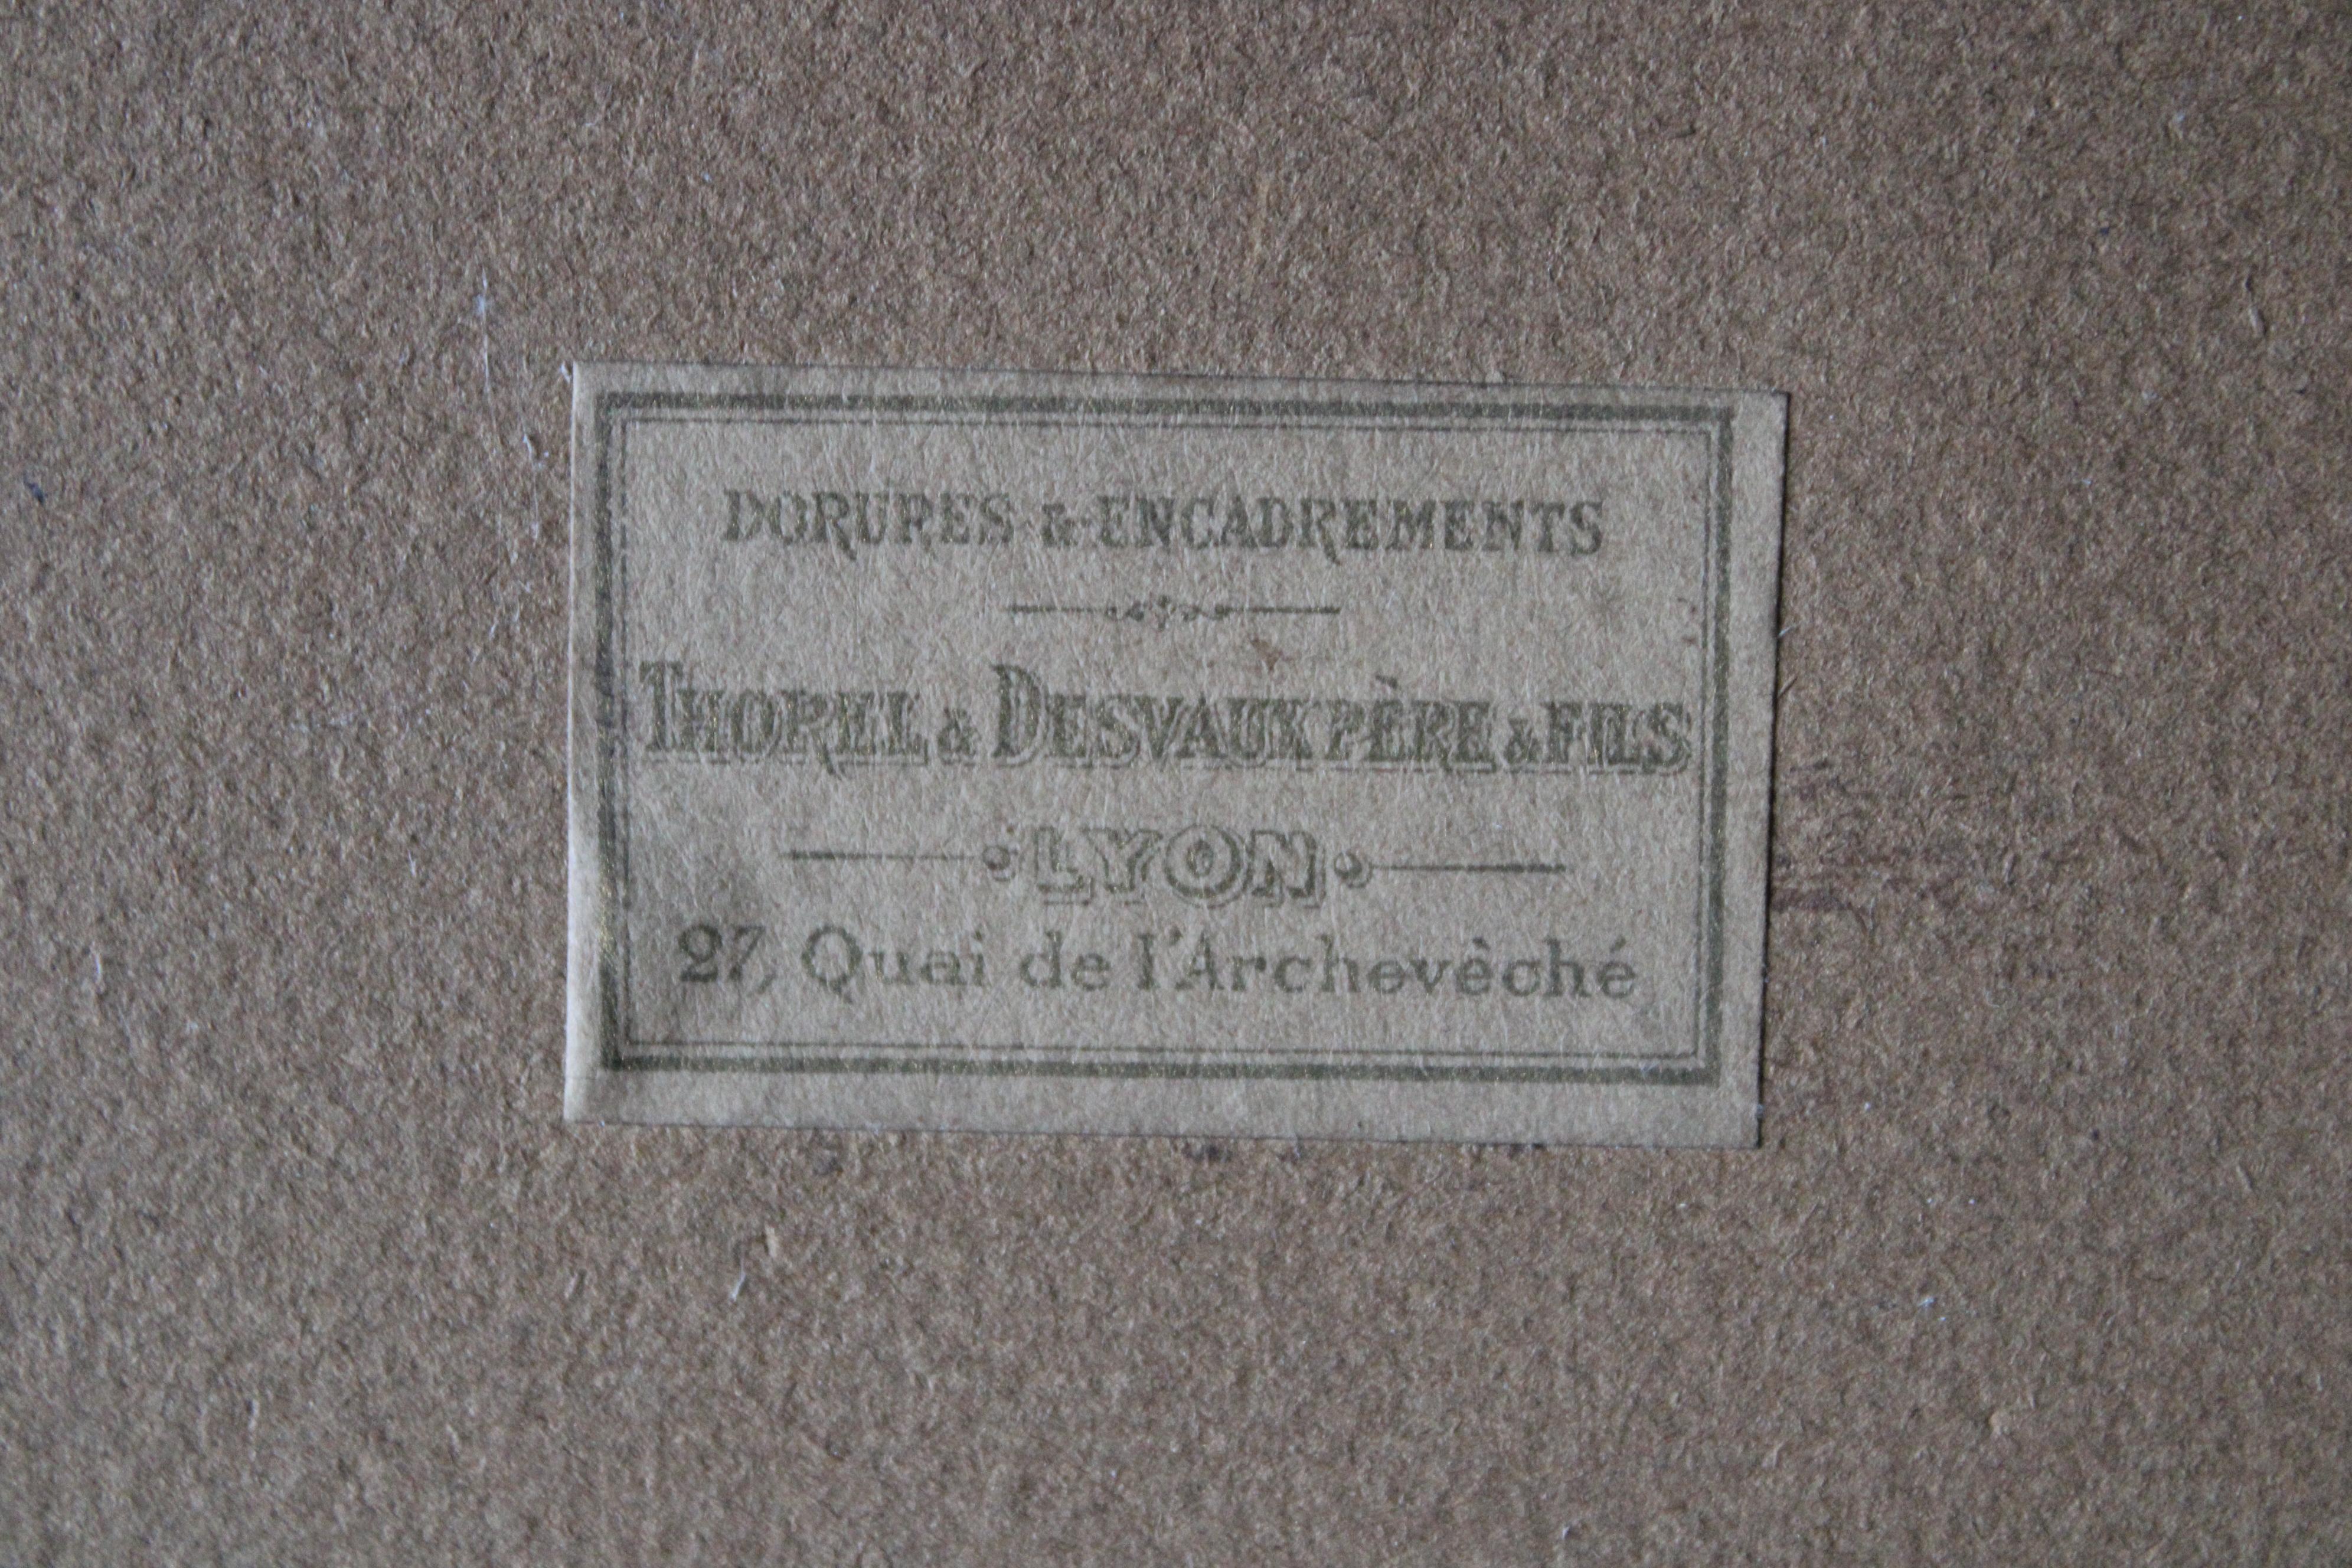 DORURES & ENCADREMENTS
THOREL & DESVAUX PÈRE & FILS
LYON
27, Quai de l'Archevêché